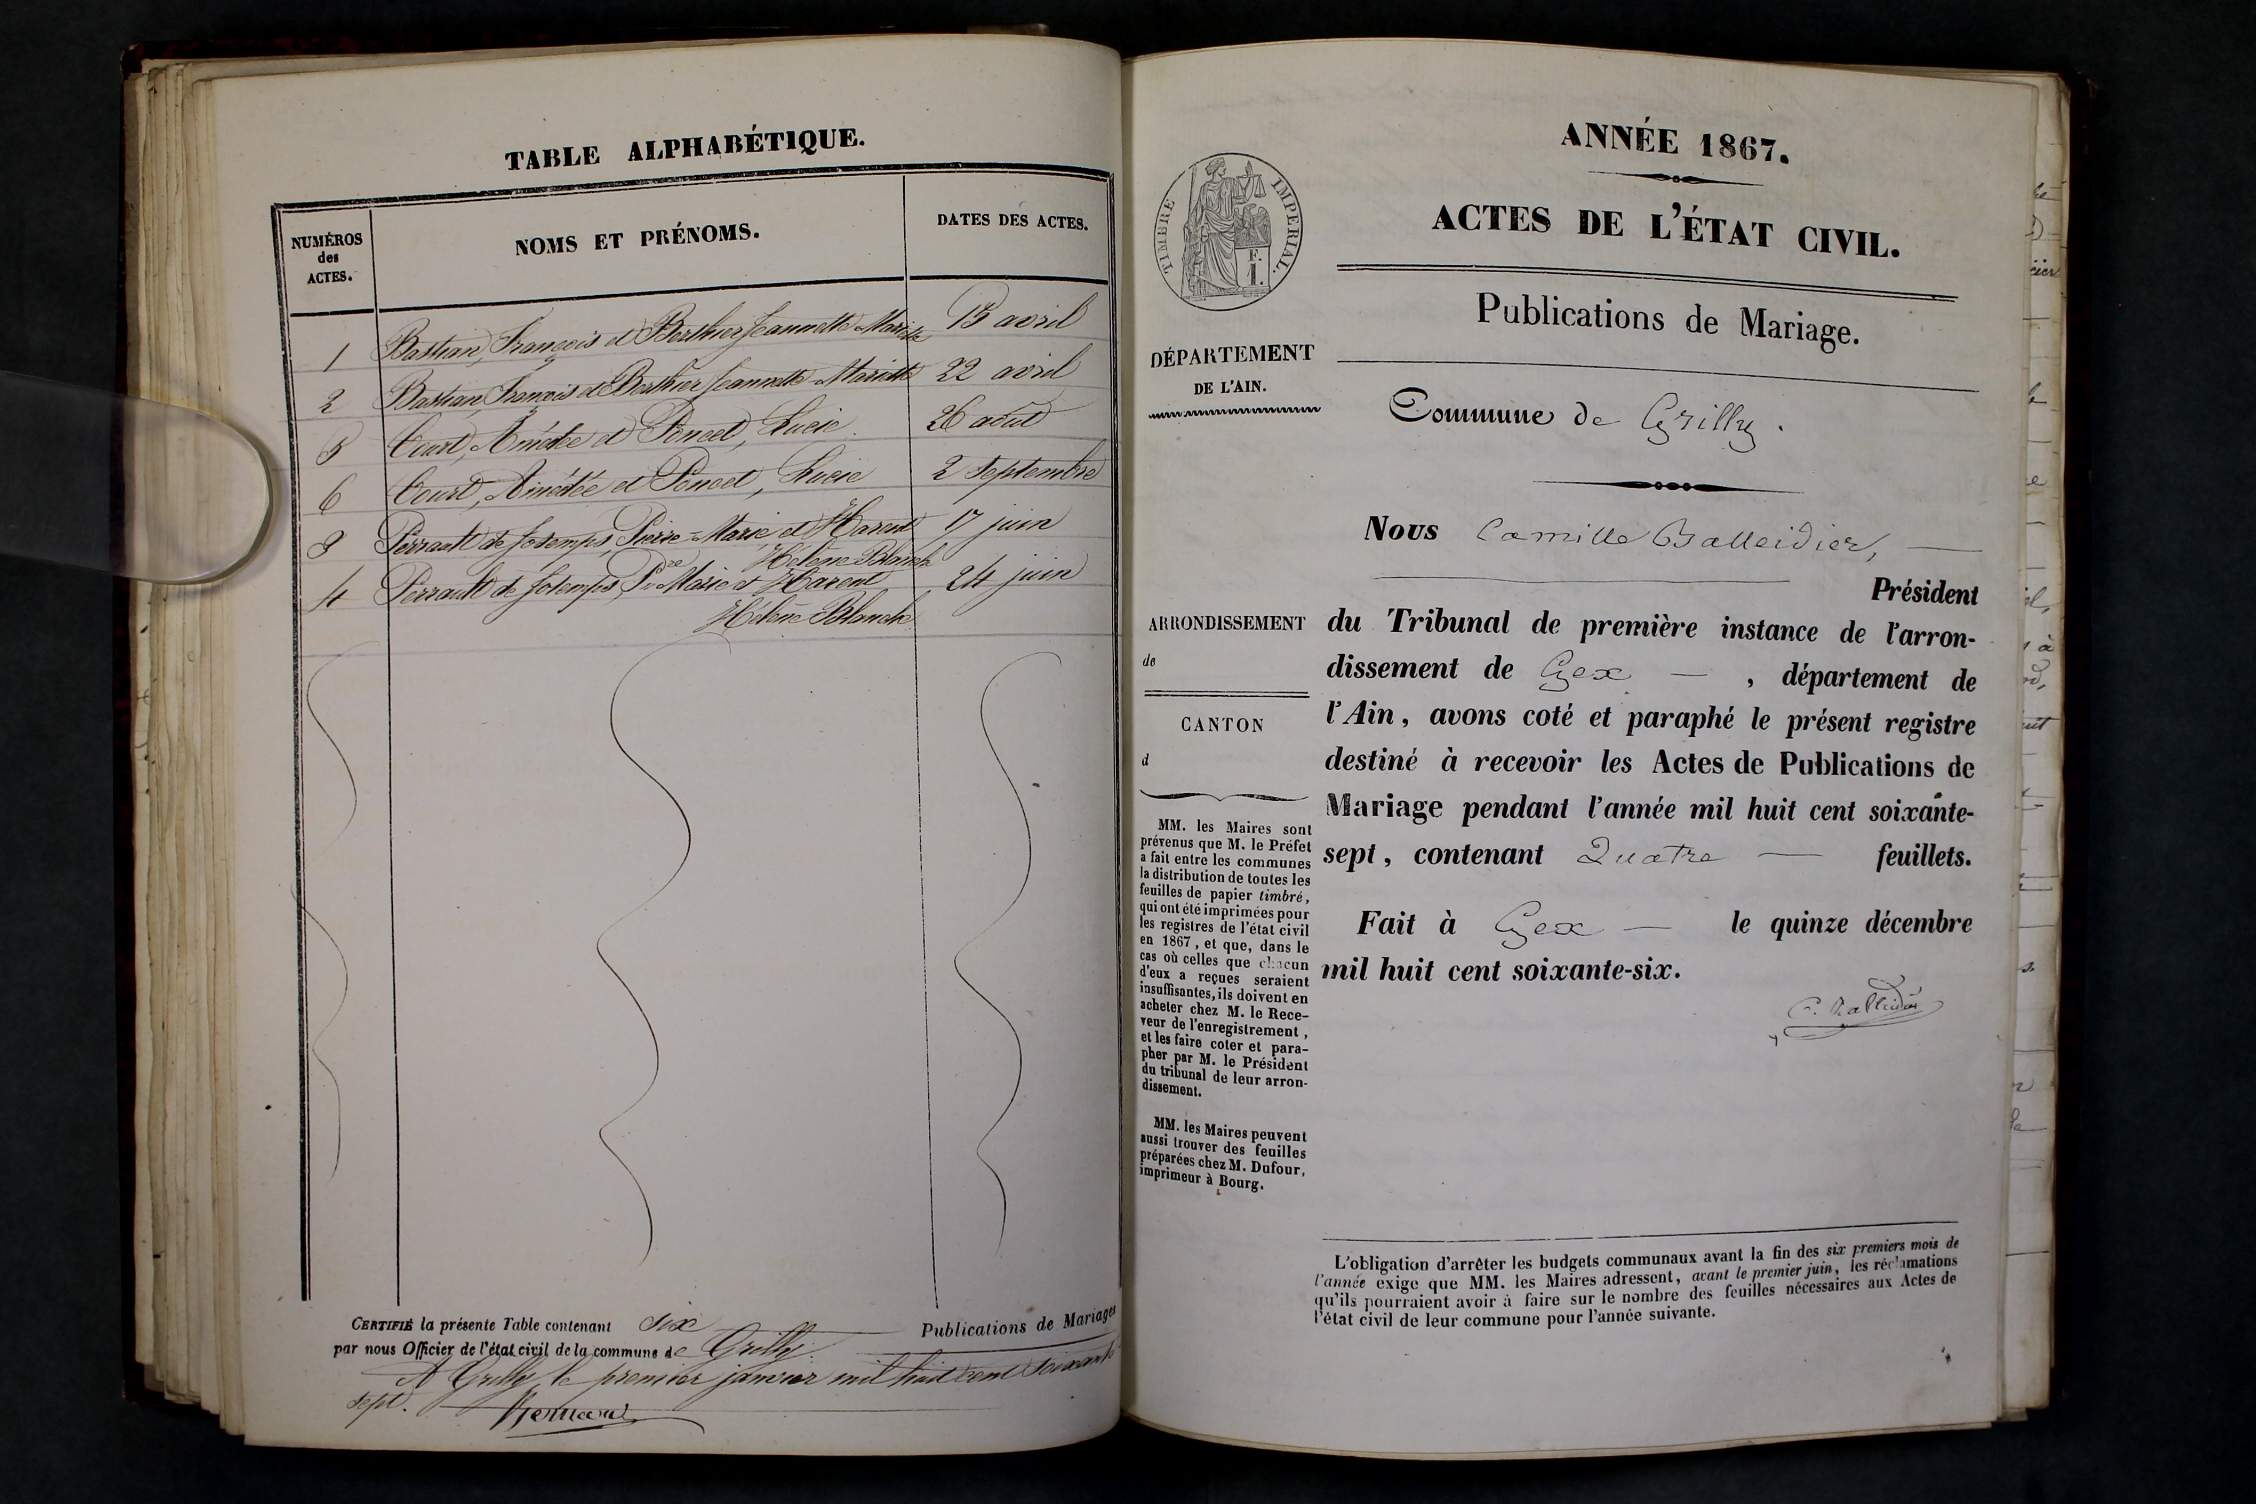 TABLE ALPHABÉTIQUE.
NUMÉROS
des
ACTES.
NOMS ET PRÉNOMS.
DATES DES ACTES.
1 Bastian, François et Berthier Jeannette Mariette 15 avril
2 Bastian, François et Berthier Jeannette Mariette 22 avril
5 Court, Amédée et Poncet, Lucie 26 août
6 Court, Amédée et Poncet, Lucie 2 septembre
3 Perrault de Jotemps, Pierre-Marie et Harent 17 juin
Hélène Blanche
4 Perrault de Jotemps, Pre Marie et Harent 24 juin
Hélène Blanche
CERTIFIÉ la présente Table contenant six Publications de Mariages
par nous Officier de l'état civil de la commune de Grilly
A Grilly le premier janvier mil huit cent soixante
sept.
ANNÉE 1867.
ACTES DE L'ÉTAT CIVIL.
TIMBRE IMPERIAL.
F.
1.
Publications de Mariage.
DÉPARTEMENT
DE L'AIN.
Commune de Grilly.
Nous Camille Balleidier,
Président
ARRONDISSEMENT
de
CANTON
d
du Tribunal de première instance de l'arron-
dissement de Gex , département de
l'Ain, avons coté et paraphé le présent registre
destiné à recevoir les Actes de Publications de
Mariage pendant l'année mil huit cent soixante-
sept, contenant Quatre feuillets.
Fait à Gex le quinze décembre
mil huit cent soixante-six.
C. Balleidier
MM. les Maires sont
prévenus que M. le Préfet
a fait entre les communes
la distribution de toutes les
feuilles de papier timbré,
qui ont été imprimées pour
les registres de l'état civil
en 1867, et que, dans le
cas où celles que chacun
d'eux a reçues seraient
insuffisantes, ils doivent en
acheter chez M. le Rece-
veur de l'enregistrement,
et les faire coter et para-
pher par M. le Président
du tribunal de leur arron-
dissement.
MM. les Maires peuvent
aussi trouver des feuilles
préparées chez M. Dufour,
imprimeur à Bourg.
L'obligation d'arrêter les budgets communaux avant la fin des six premiers mois de
l'année exige que MM. les Maires adressent, avant le premier juin, les réclamations
qu'ils pourraient avoir à faire sur le nombre des feuilles nécessaires aux Actes de
l'état civil de leur commune pour l'année suivante.